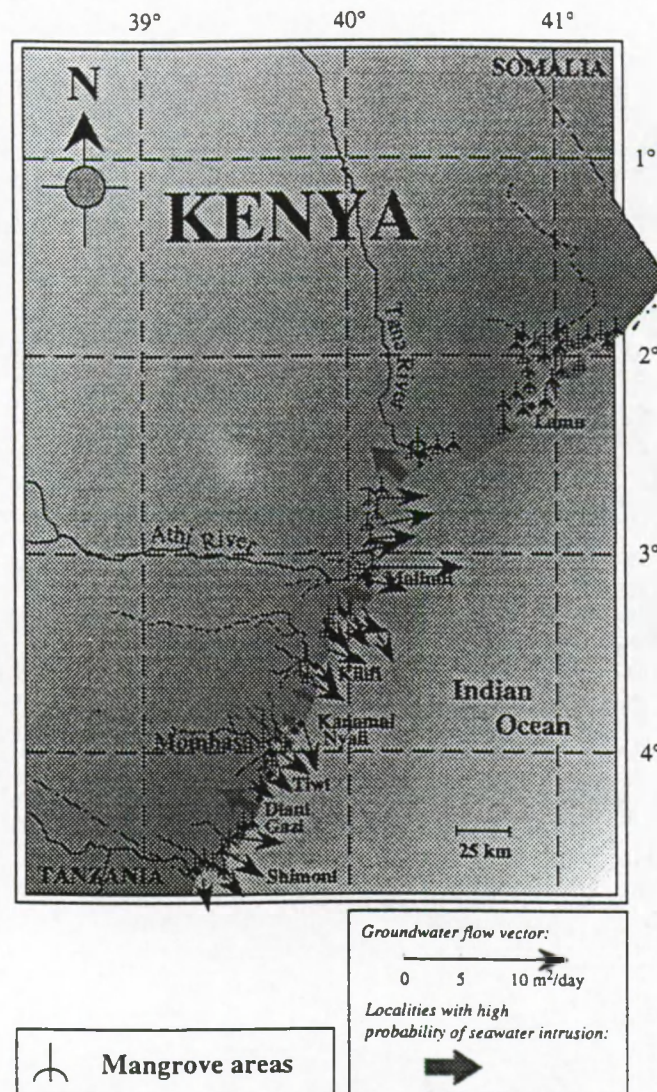 39° 40° 41°
SOMALIA
N
1°
KENYA
Tana River
2°
Lamu
Athi River
3°
Malindi
Kilifi
Indian
Ocean
Kanamai
Nyali
Mombasa
4°
Tiwi
Diani
Gazi
25 km
TANZANIA
Shimoni
Groundwater flow vector:
0 5 10 m²/day
Localities with high
probability of seawater intrusion:
Mangrove areas